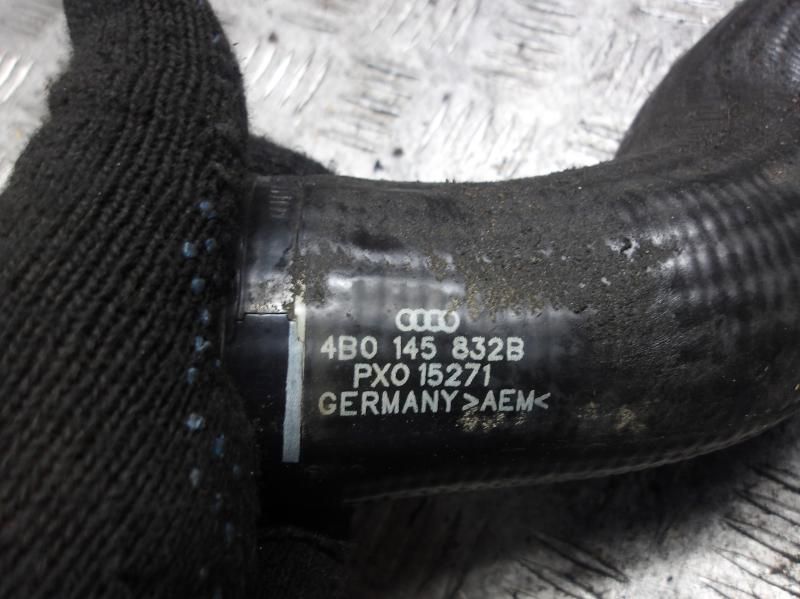 4B0 145 832B
PXO 15271
GERMANY >AEM<